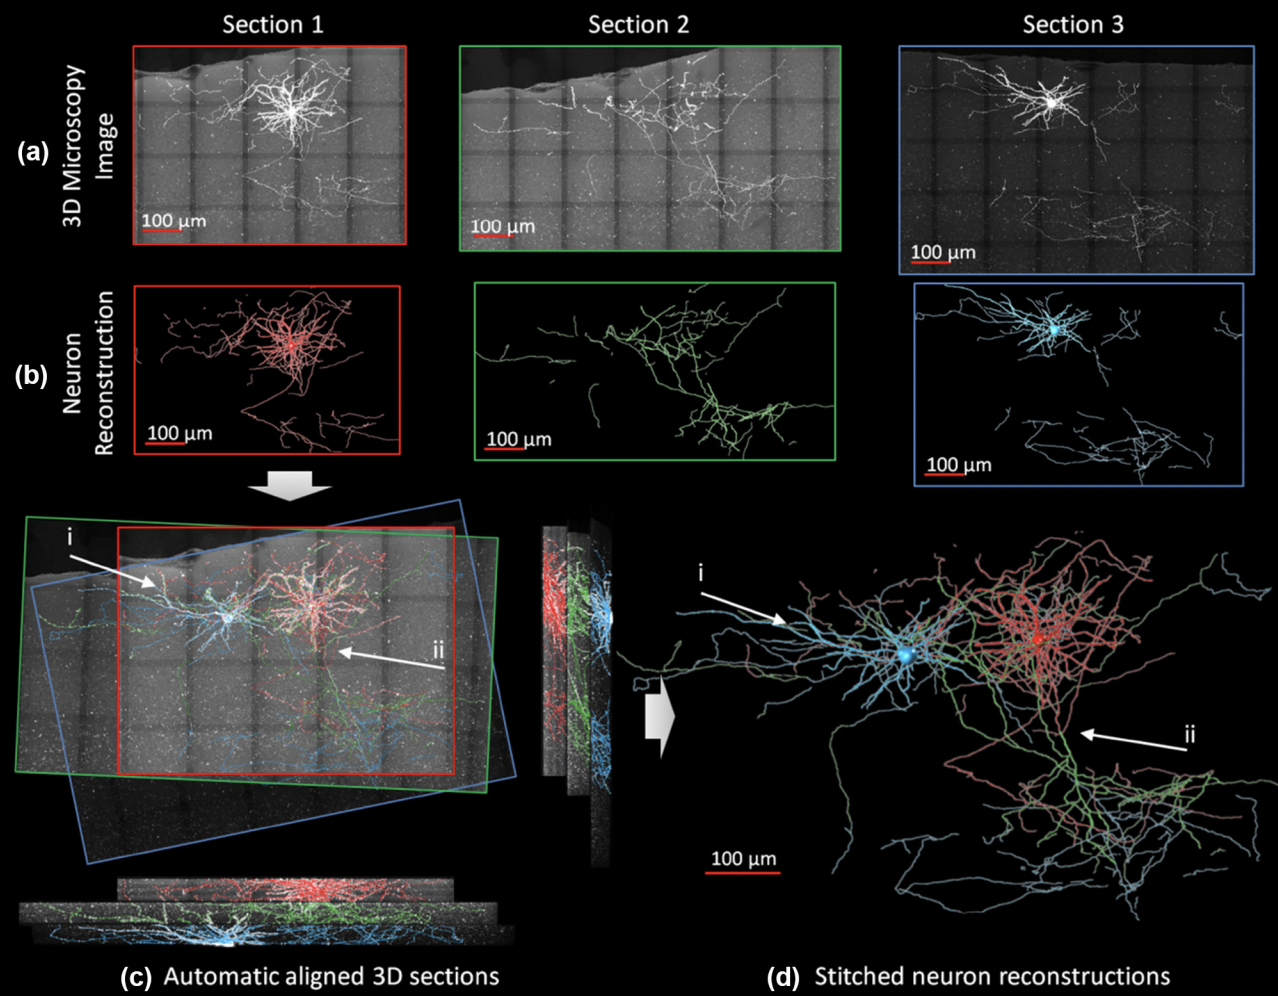 Section 1
Section 2
Section 3
(a)
3D Microscopy
Image
100 μm
100 μm
100 μm
(b)
Neuron
Reconstruction
100 μm
100 μm
100 μm
i
ii
i
ii
100 μm
(c) Automatic aligned 3D sections
(d) Stitched neuron reconstructions